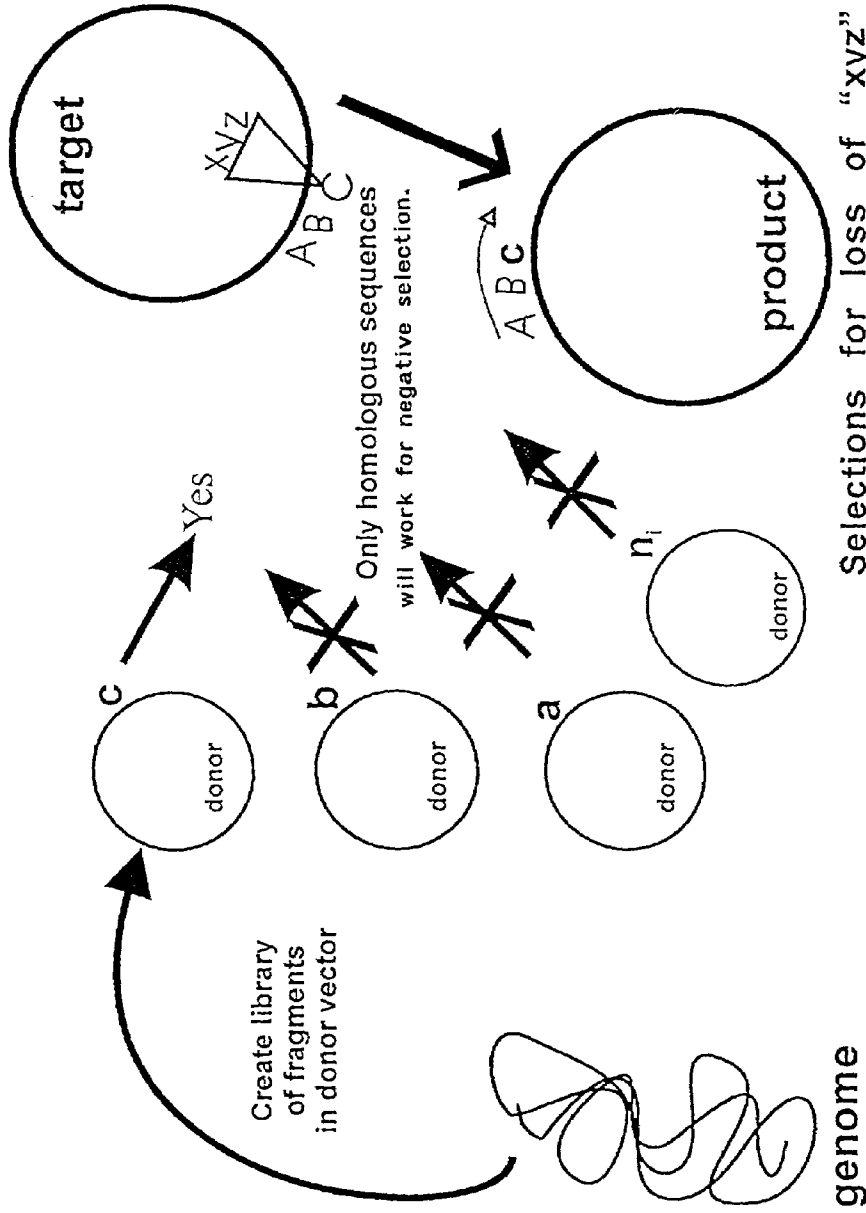 genome
Create library
of fragments
in donor vector
c
donor
b
donor
a
donor
nᵢ
donor
Yes
Only homologous sequences
will work for negative selection.
target
xyz
A B C
A B c
product
Selections for loss of “xyz”